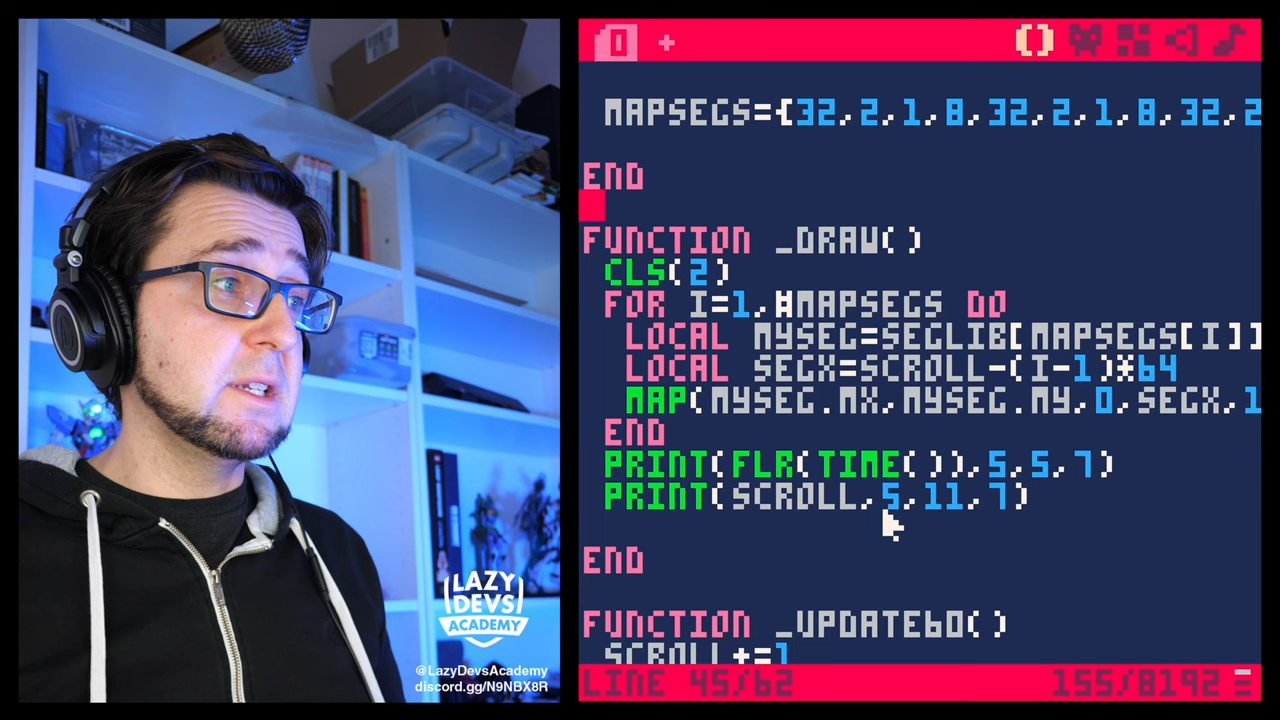 LAZY
DEVS
ACADEMY
@LazyDevsAcademy
discord.gg/N9NBX8R
0 +
MAPSEGS={32,2,1,8,32,2,1,8,32,2
END
FUNCTION _DRAW()
CLS(2)
FOR I=1,#MAPSEGS DO
LOCAL MYSEG=SEGLIB[MAPSEGS[I]]
LOCAL SEGX=SCROLL-(I-1)*64
MAP(MYSEG.MX,MYSEG.MY,0,SEGX,1
END
PRINT(FLR(TIME()),5,5,7)
PRINT(SCROLL,5,11,7)
END
FUNCTION _UPDATE60()
SCROLL+=1
LINE 45/62
155/8192